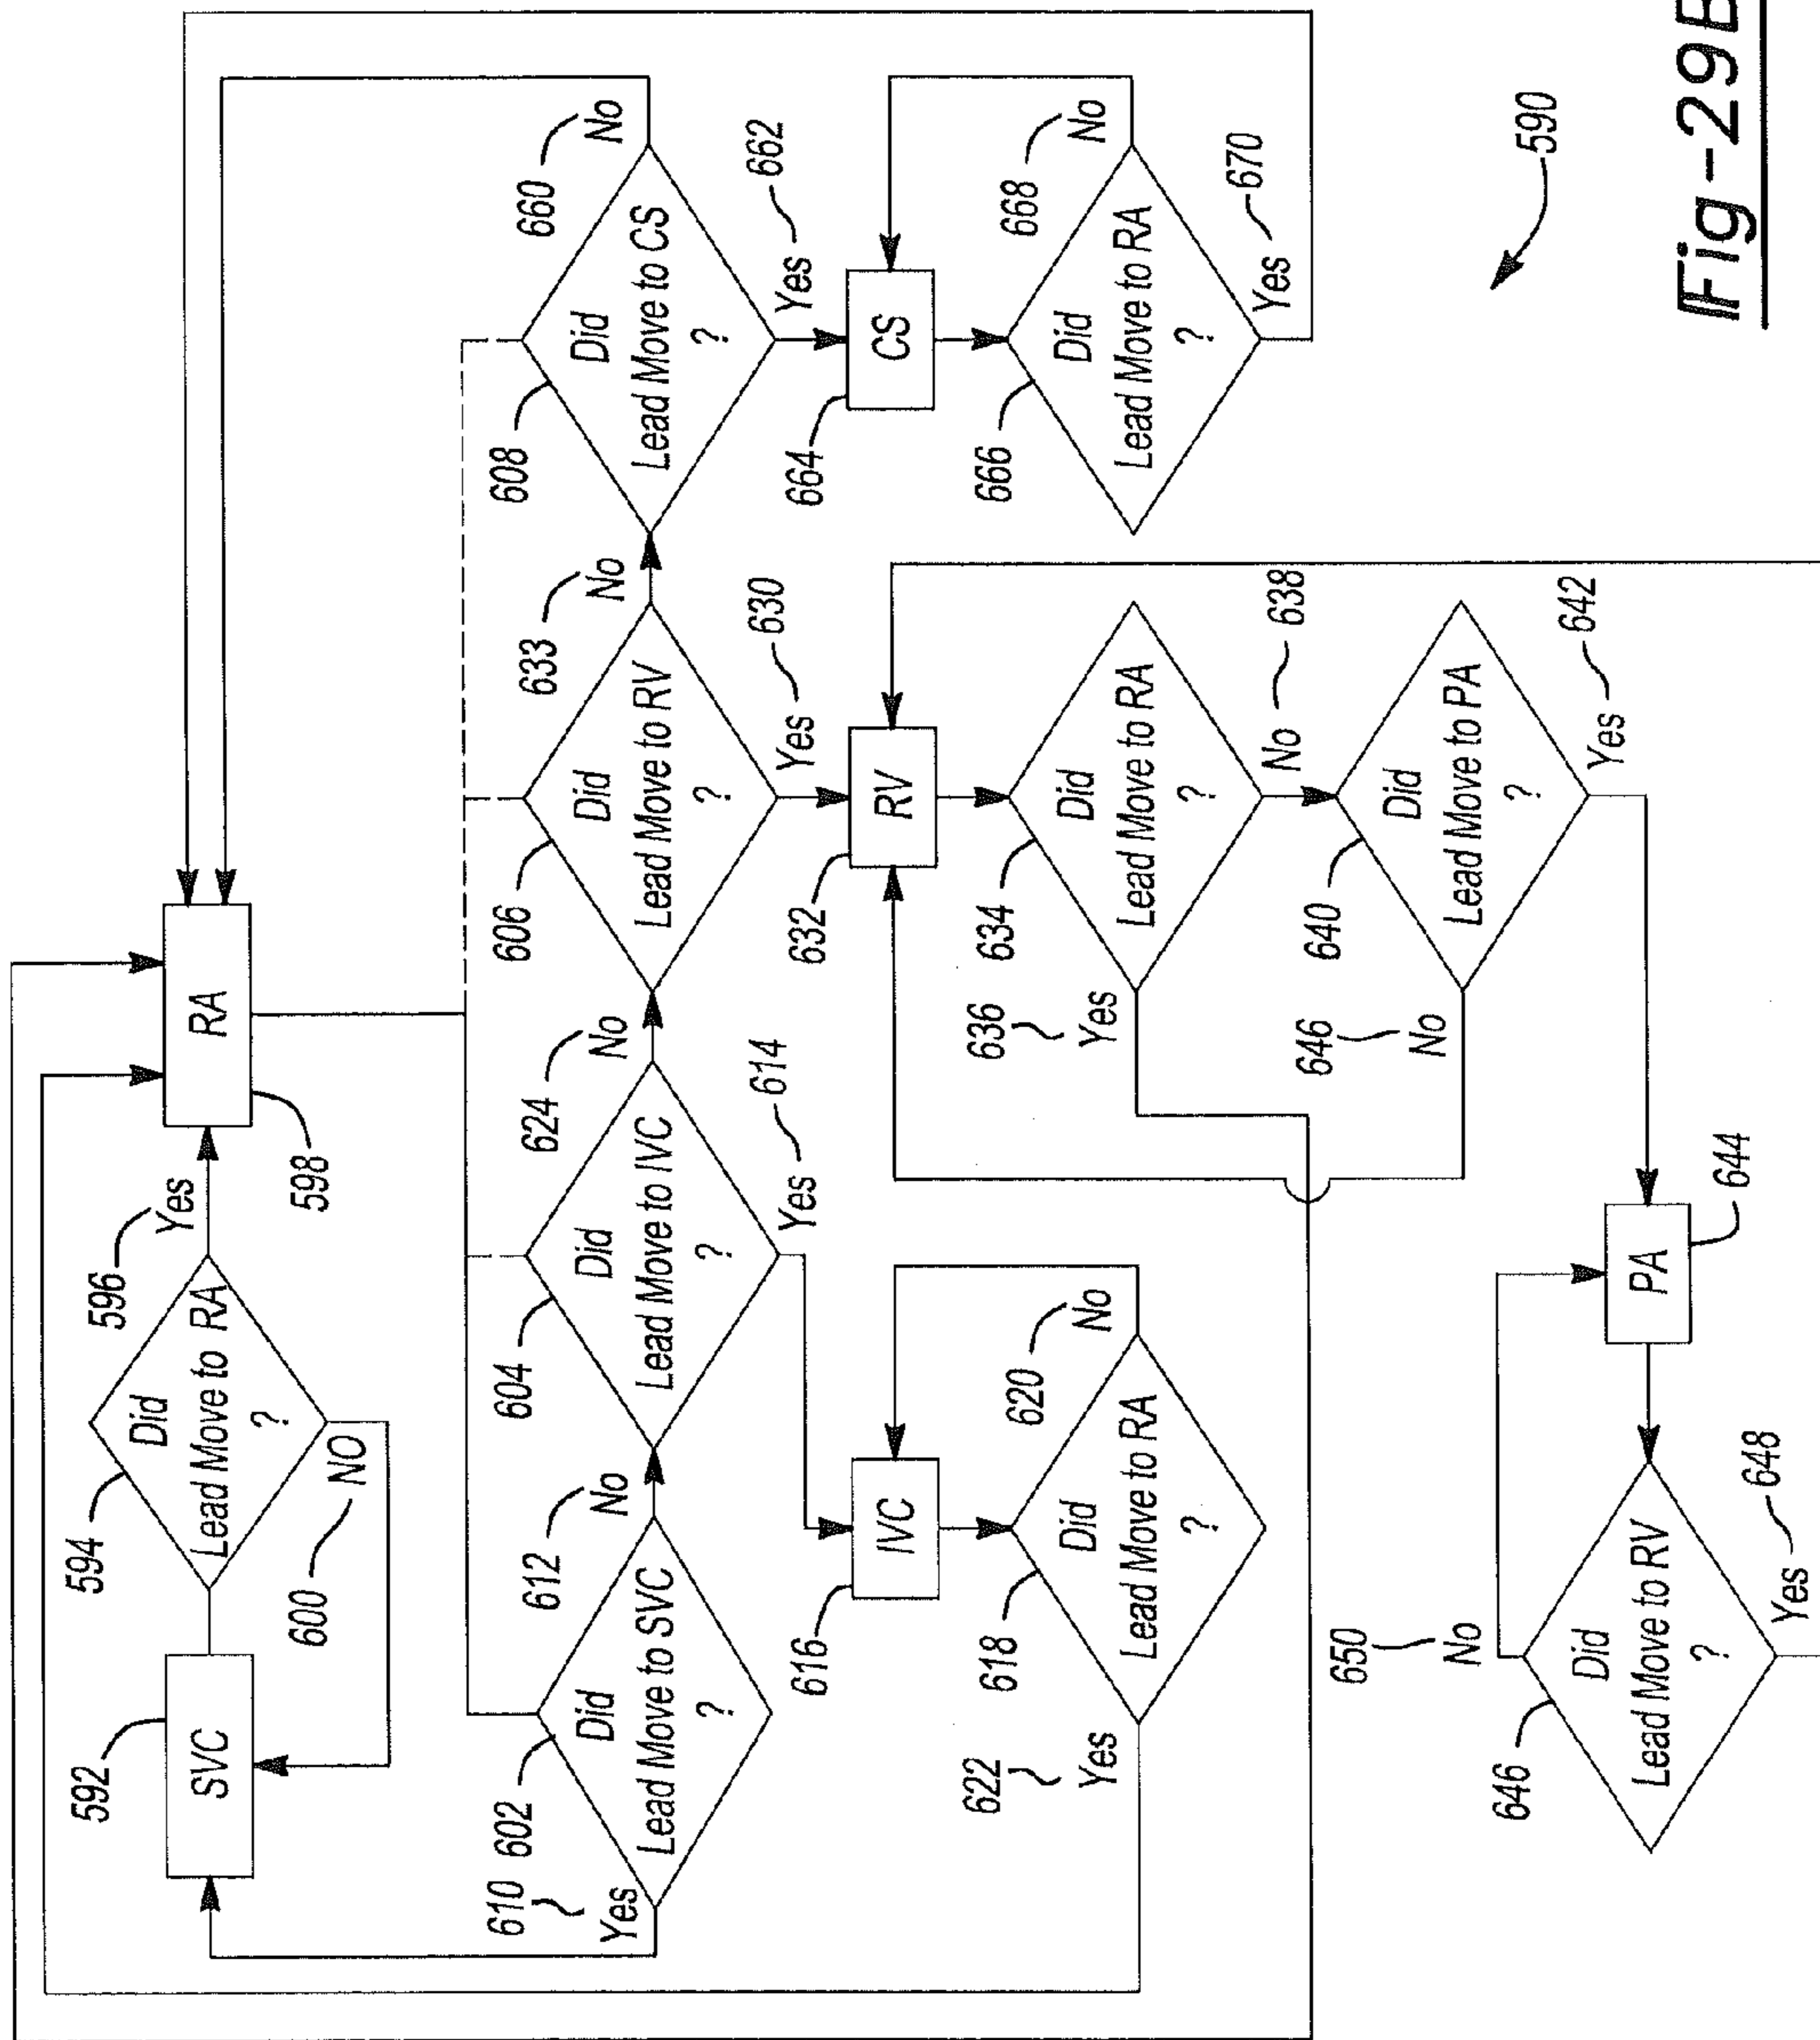 592
SVC
594
Did
Lead Move to RA
?
596
Yes
600
NO
RA
598
610
Yes
602
Did
Lead Move to SVC
?
612
No
604
Did
Lead Move to IVC
?
624
No
614
Yes
606
Did
Lead Move to RV
?
633
No
630
Yes
608
Did
Lead Move to CS
?
660
No
662
Yes
616
IVC
618
Did
Lead Move to RA
?
620
No
622
Yes
632
RV
634
Did
Lead Move to RA
?
636
Yes
638
No
640
Did
Lead Move to PA
?
646
No
642
Yes
664
CS
666
Did
Lead Move to RA
?
668
No
670
Yes
644
PA
646
Did
Lead Move to RV
?
650
No
648
Yes
590
Fig-29B